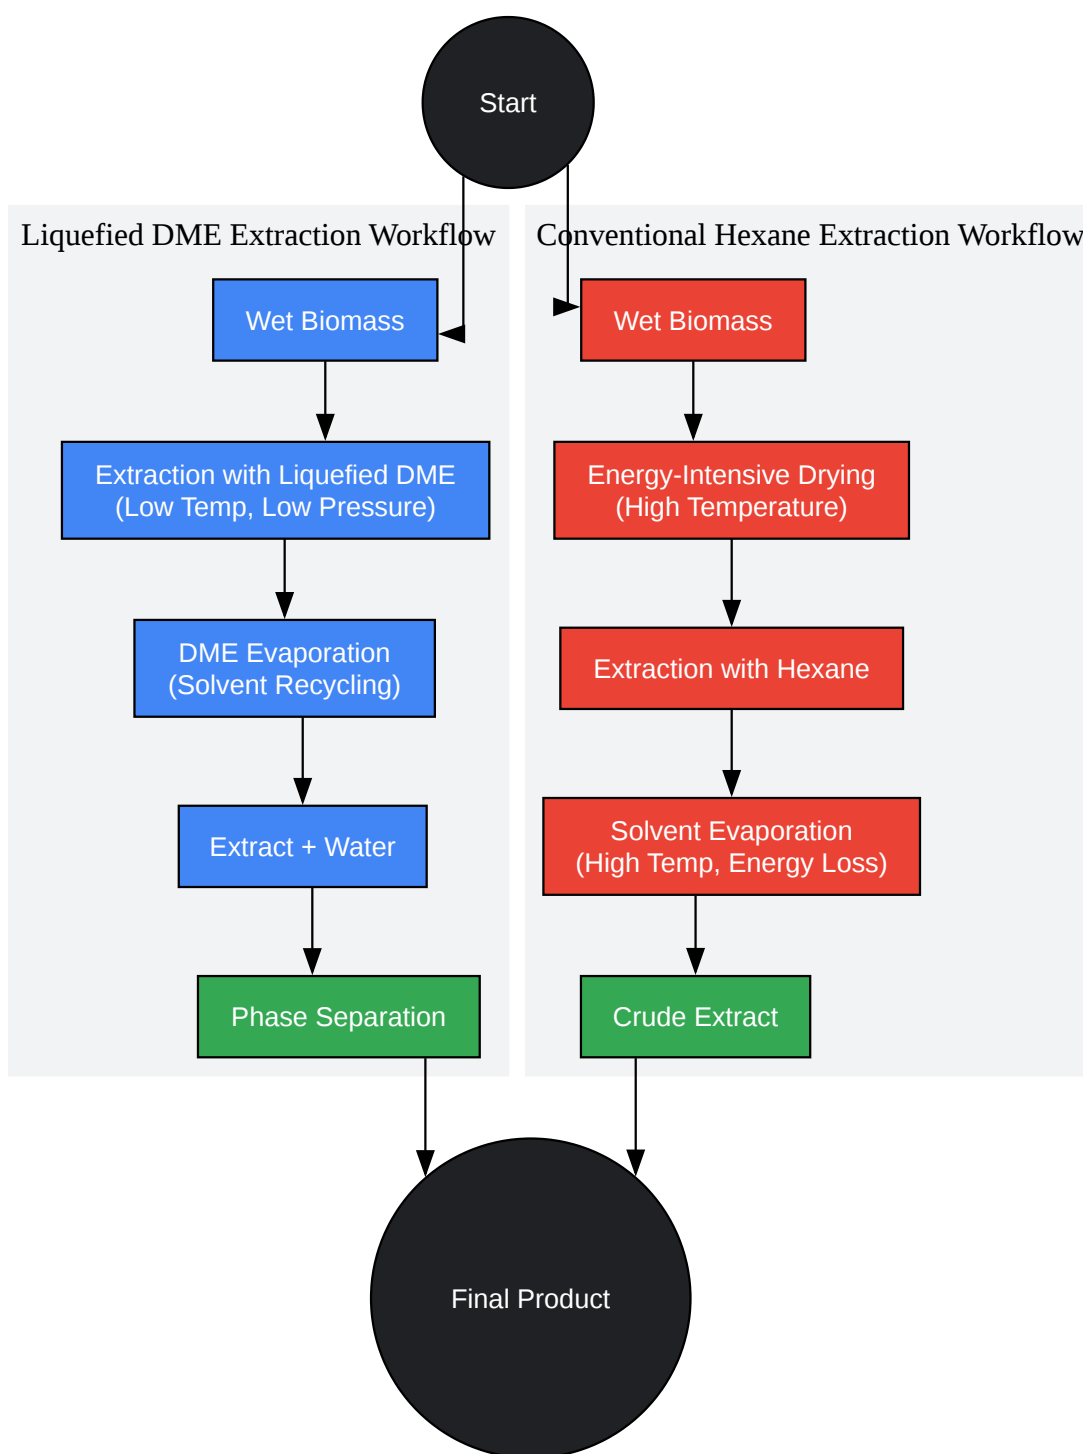 Start
Liquefied DME Extraction Workflow
Wet Biomass
Extraction with Liquefied DME
(Low Temp, Low Pressure)
DME Evaporation
(Solvent Recycling)
Extract + Water
Phase Separation
Conventional Hexane Extraction Workflow
Wet Biomass
Energy-Intensive Drying
(High Temperature)
Extraction with Hexane
Solvent Evaporation
(High Temp, Energy Loss)
Crude Extract
Final Product